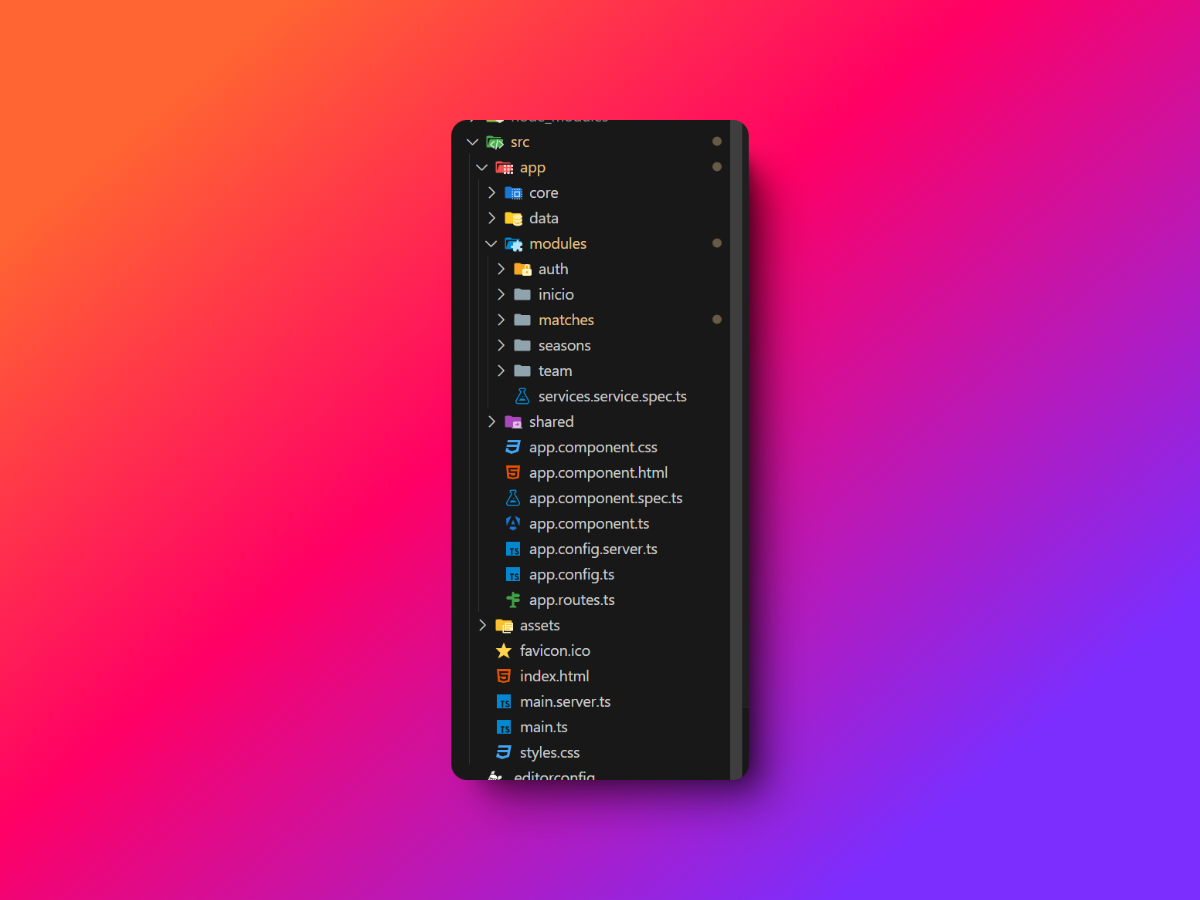 node_modules
src
app
core
data
modules
auth
inicio
matches
seasons
team
services.service.spec.ts
shared
app.component.css
app.component.html
app.component.spec.ts
app.component.ts
app.config.server.ts
app.config.ts
app.routes.ts
assets
favicon.ico
index.html
main.server.ts
main.ts
styles.css
.editorconfig